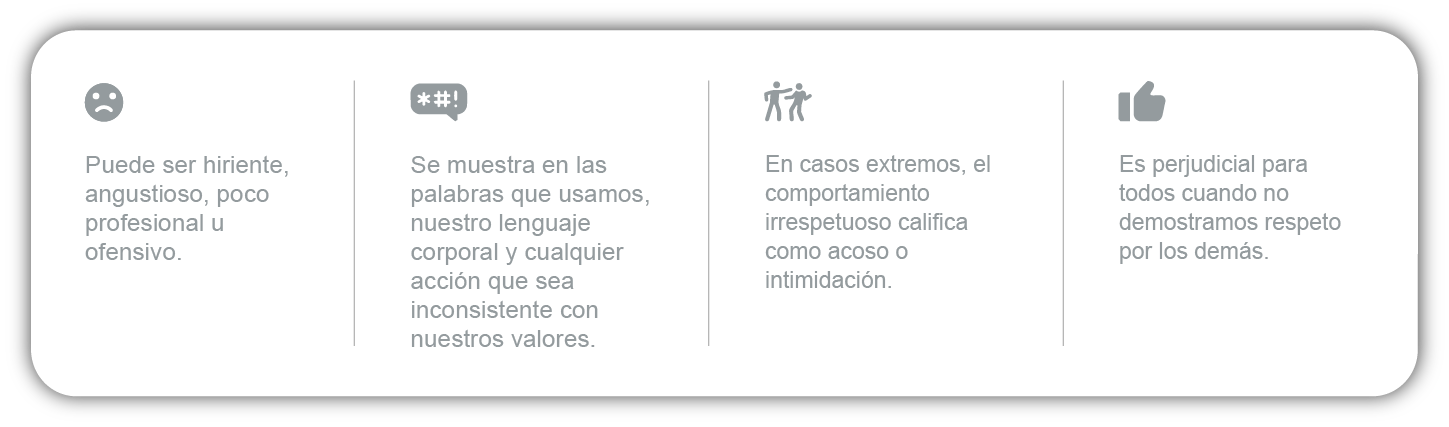 *#!
Puede ser hiriente,
angustioso, poco
profesional u
ofensivo.
Se muestra en las
palabras que usamos,
nuestro lenguaje
corporal y cualquier
acción que sea
inconsistente con
nuestros valores.
En casos extremos, el
comportamiento
irrespetuoso califica
como acoso o
intimidación.
Es perjudicial para
todos cuando no
demostramos respeto
por los demás.